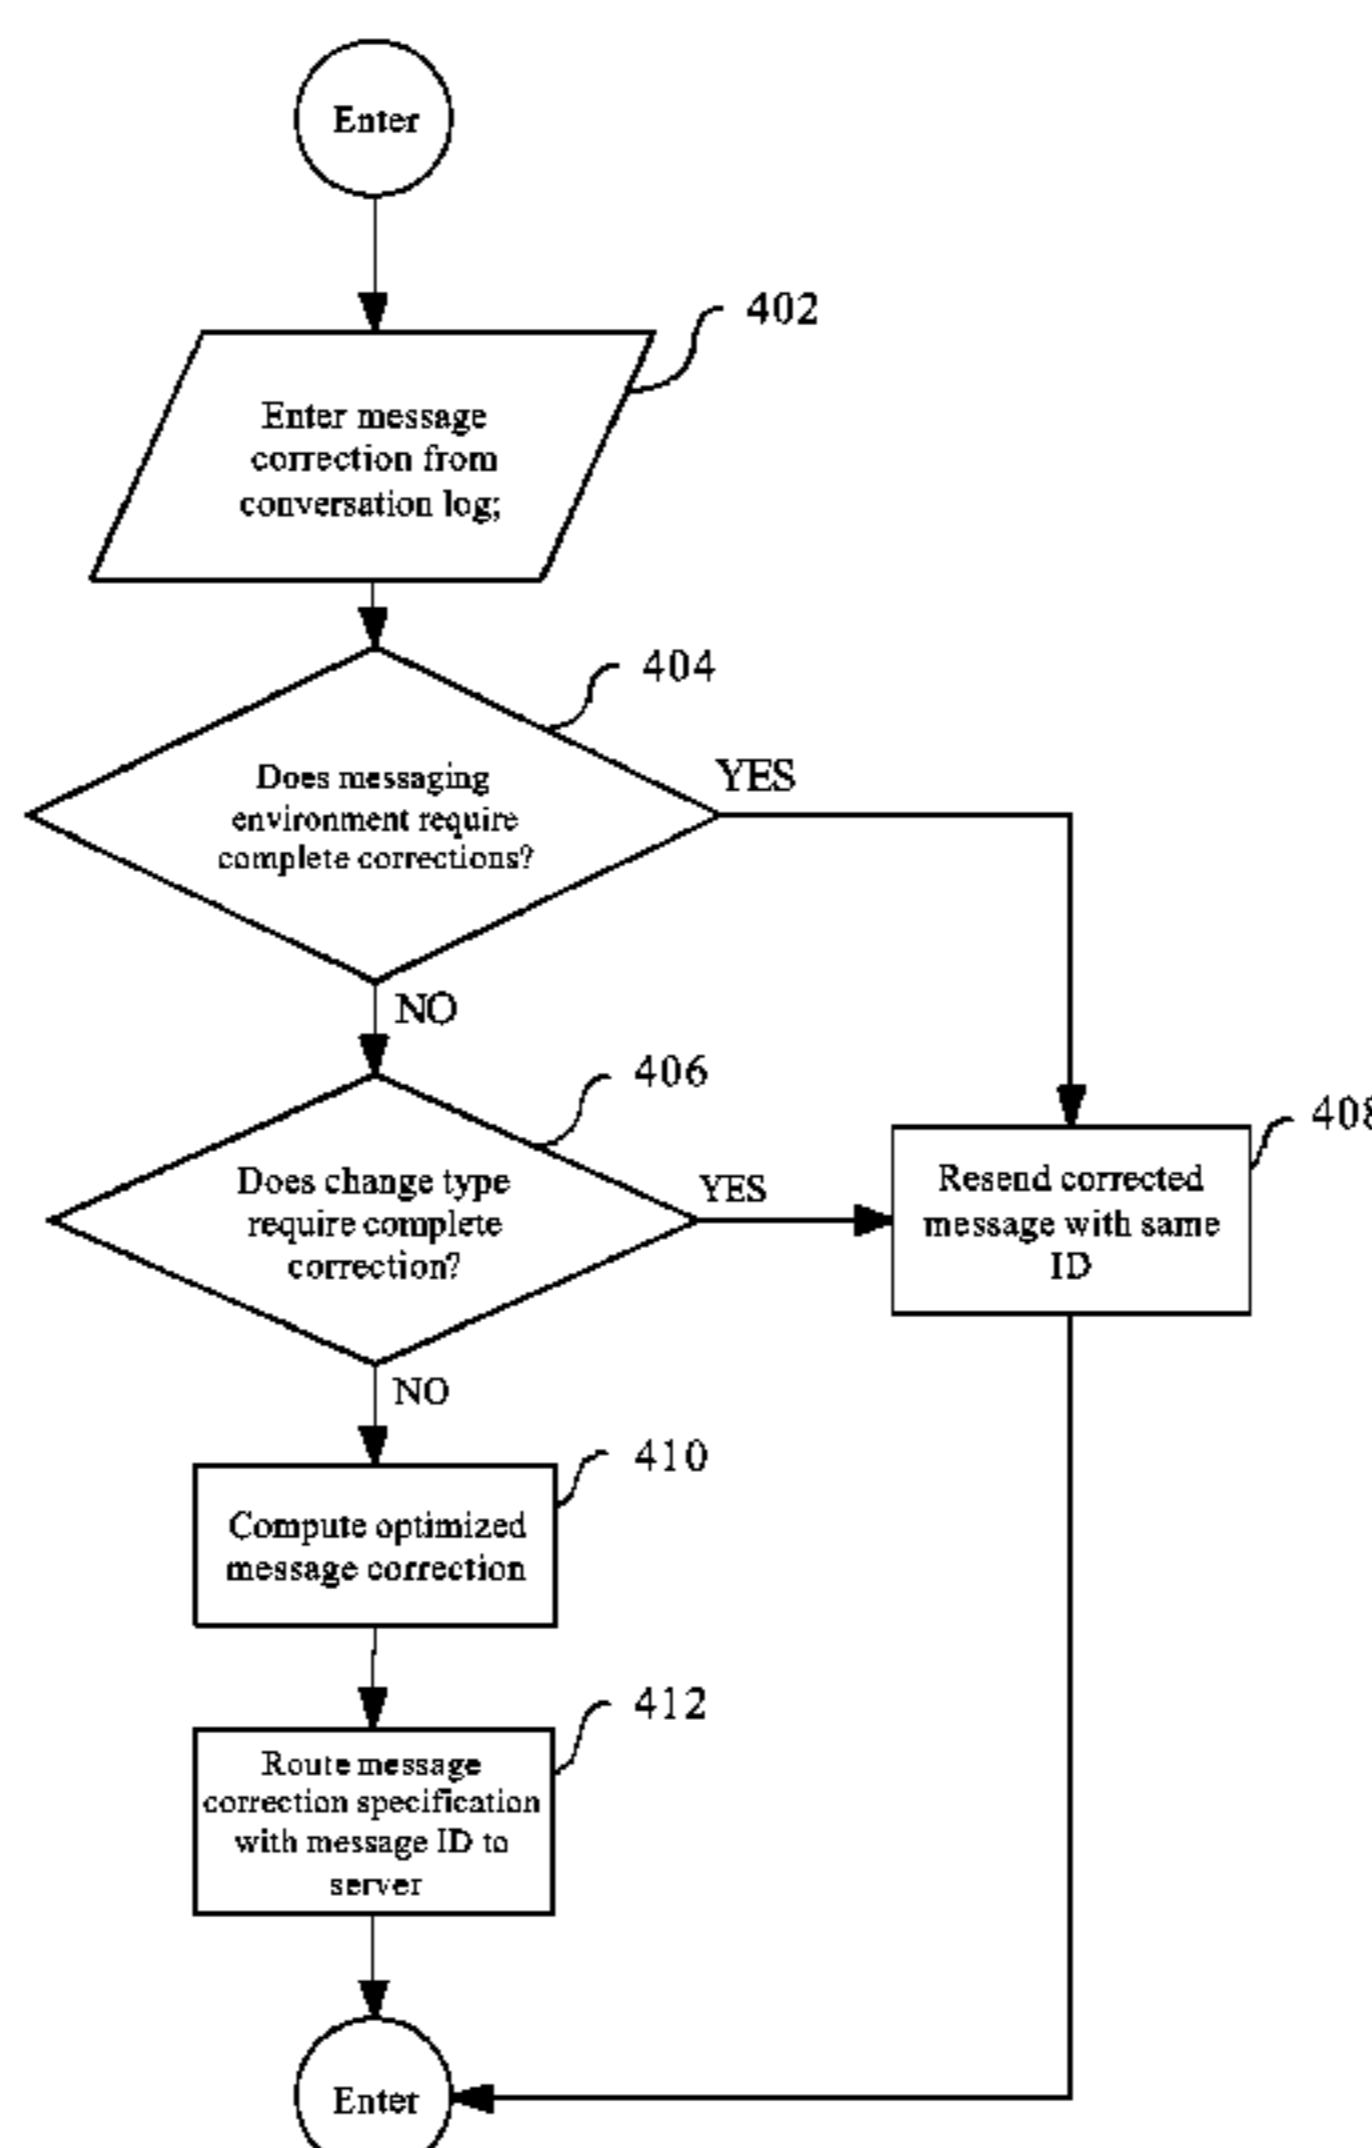 Enter
402
Enter message
correction from
conversation log;
404
Does messaging
environment require
complete corrections?
YES
NO
406
Does change type
require complete
correction?
YES
408
Resend corrected
message with same
ID
NO
410
Compute optimized
message correction
412
Route message
correction specification
with message ID to
server
Enter